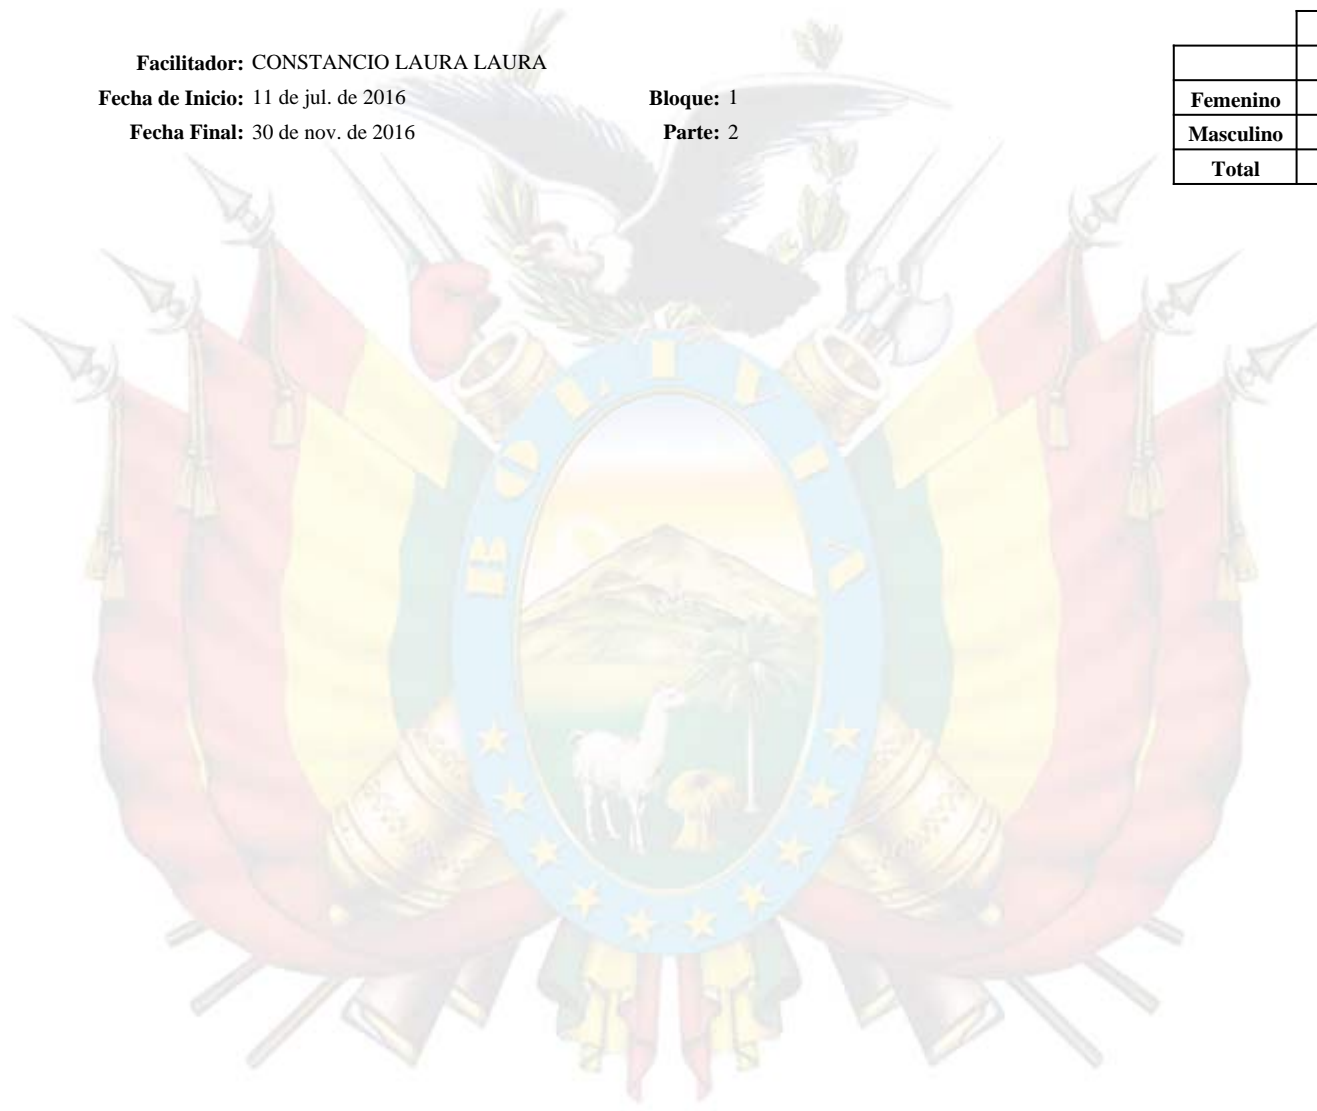 Facilitador: CONSTANCIO LAURA LAURA
Fecha de Inicio: 11 de jul. de 2016 Bloque: 1
Fecha Final: 30 de nov. de 2016 Parte: 2
Femenino
Masculino
Total
BOLIVIA